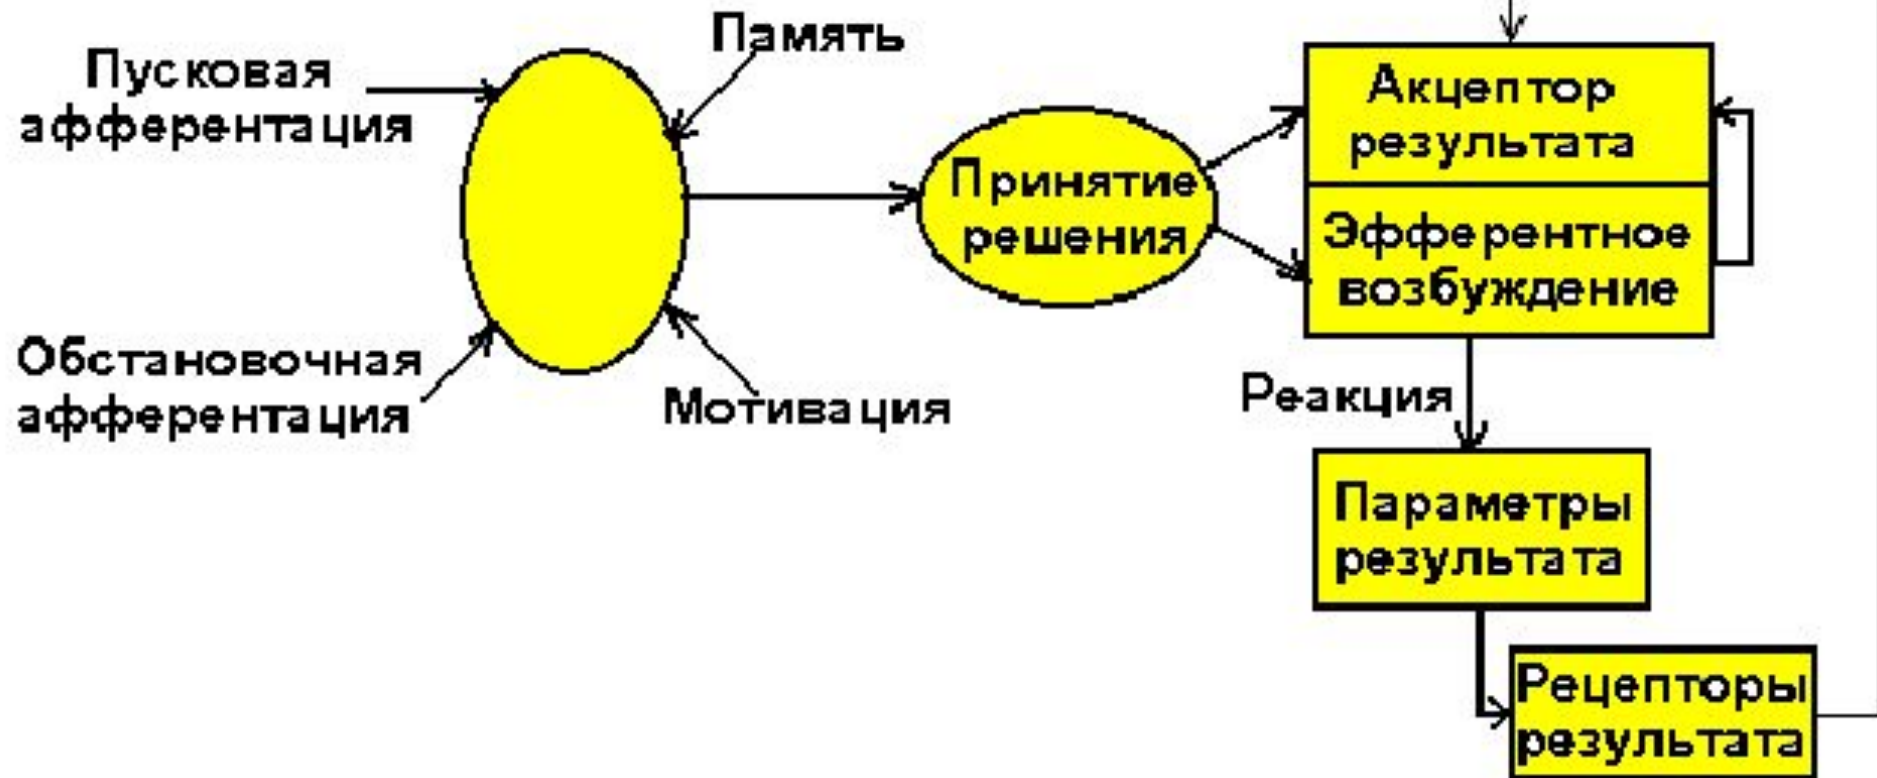 Пусковая
афферентация
Память
Обстановочная
афферентация
Мотивация
Принятие
решения
Акцептор
результата
Эфферентное
возбуждение
Реакция
Параметры
результата
Рецепторы
результата